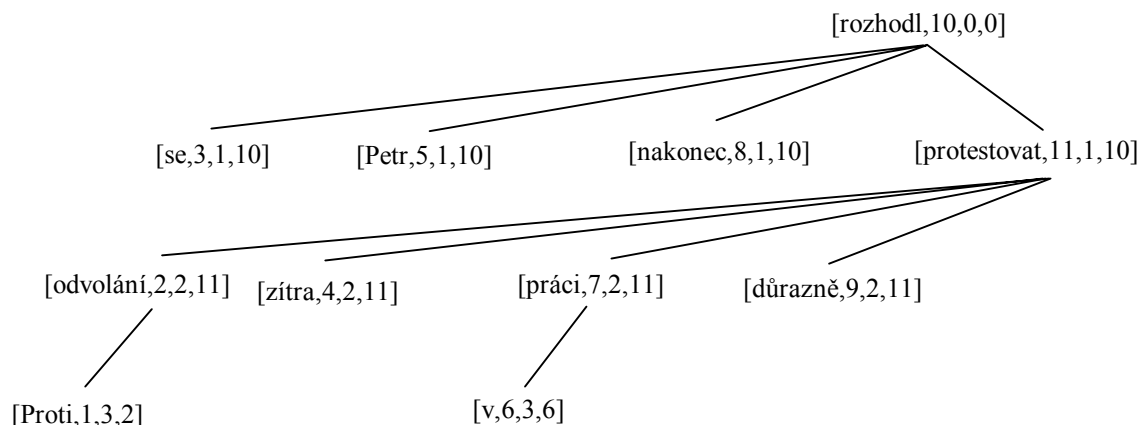 [rozhodl,10,0,0]
[se,3,1,10] [Petr,5,1,10] [nakonec,8,1,10] [protestovat,11,1,10]
[odvolání,2,2,11] [zítra,4,2,11] [práci,7,2,11] [důrazně,9,2,11]
[Proti,1,3,2] [v,6,3,6]